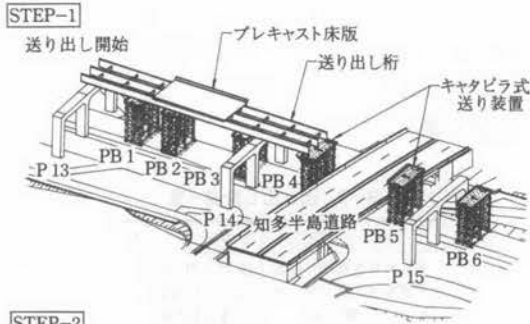 STEP-1
送り出し開始
プレキャスト床版
送り出し桁
キャタピラ式
送り装置
P 13
PB 1
PB 2
PB 3
PB 4
P 14
知多半島道路
PB 5
PB 6
P 15
STEP-2